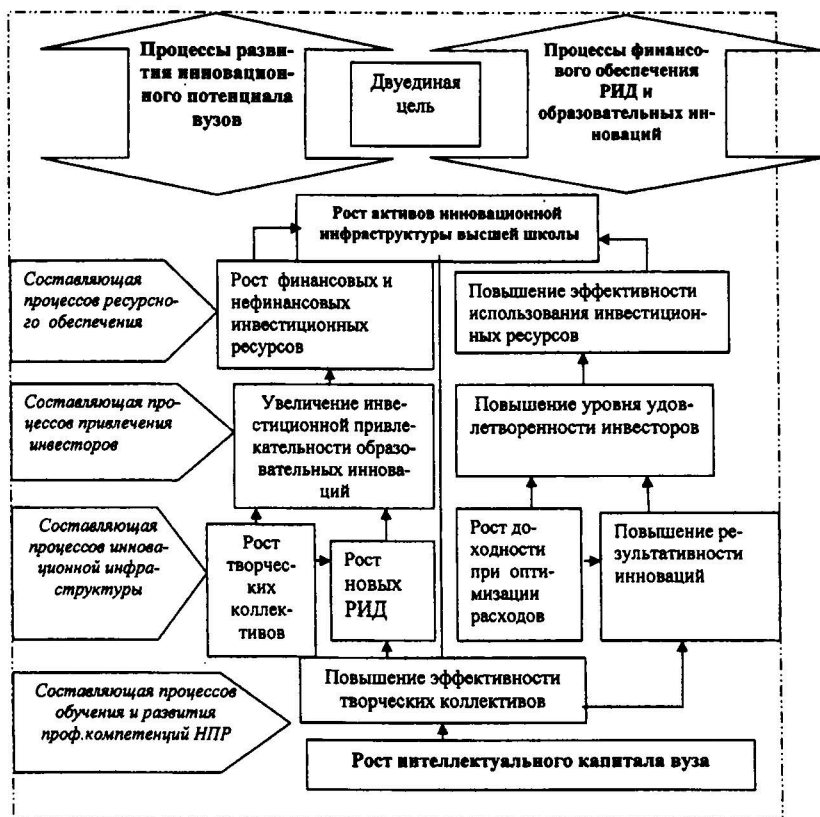 Процессы разви-
тия инновацион-
ного потенциала
вузов
Двуединая
цель
Процессы финансо-
вого обеспечения
РИД и
образовательных ин-
новаций
Рост активов инновационной
инфраструктуры высшей школы
Составляющая
процессов ресурсно-
го обеспечения
Рост финансовых и
нефинансовых
инвестиционных
ресурсов
Повышение эффективности
использования инвестицион-
ных ресурсов
Составляющая про-
цессов привлечения
инвесторов
Увеличение инве-
стиционной привле-
кательности образо-
вательных иннова-
ций
Повышение уровня удов-
летворенности инвесторов
Составляющая
процессов иннова-
ционной инфра-
структуры
Рост
творчес-
ких
коллек-
тивов
Рост
новых
РИД
Рост до-
ходности
при опти-
мизации
расходов
Повышение ре-
зультативности
инноваций
Составляющая процессов
обучения и развития
проф.компетенций НПР
Повышение эффективности
творческих коллективов
Рост интеллектуального капитала вуза